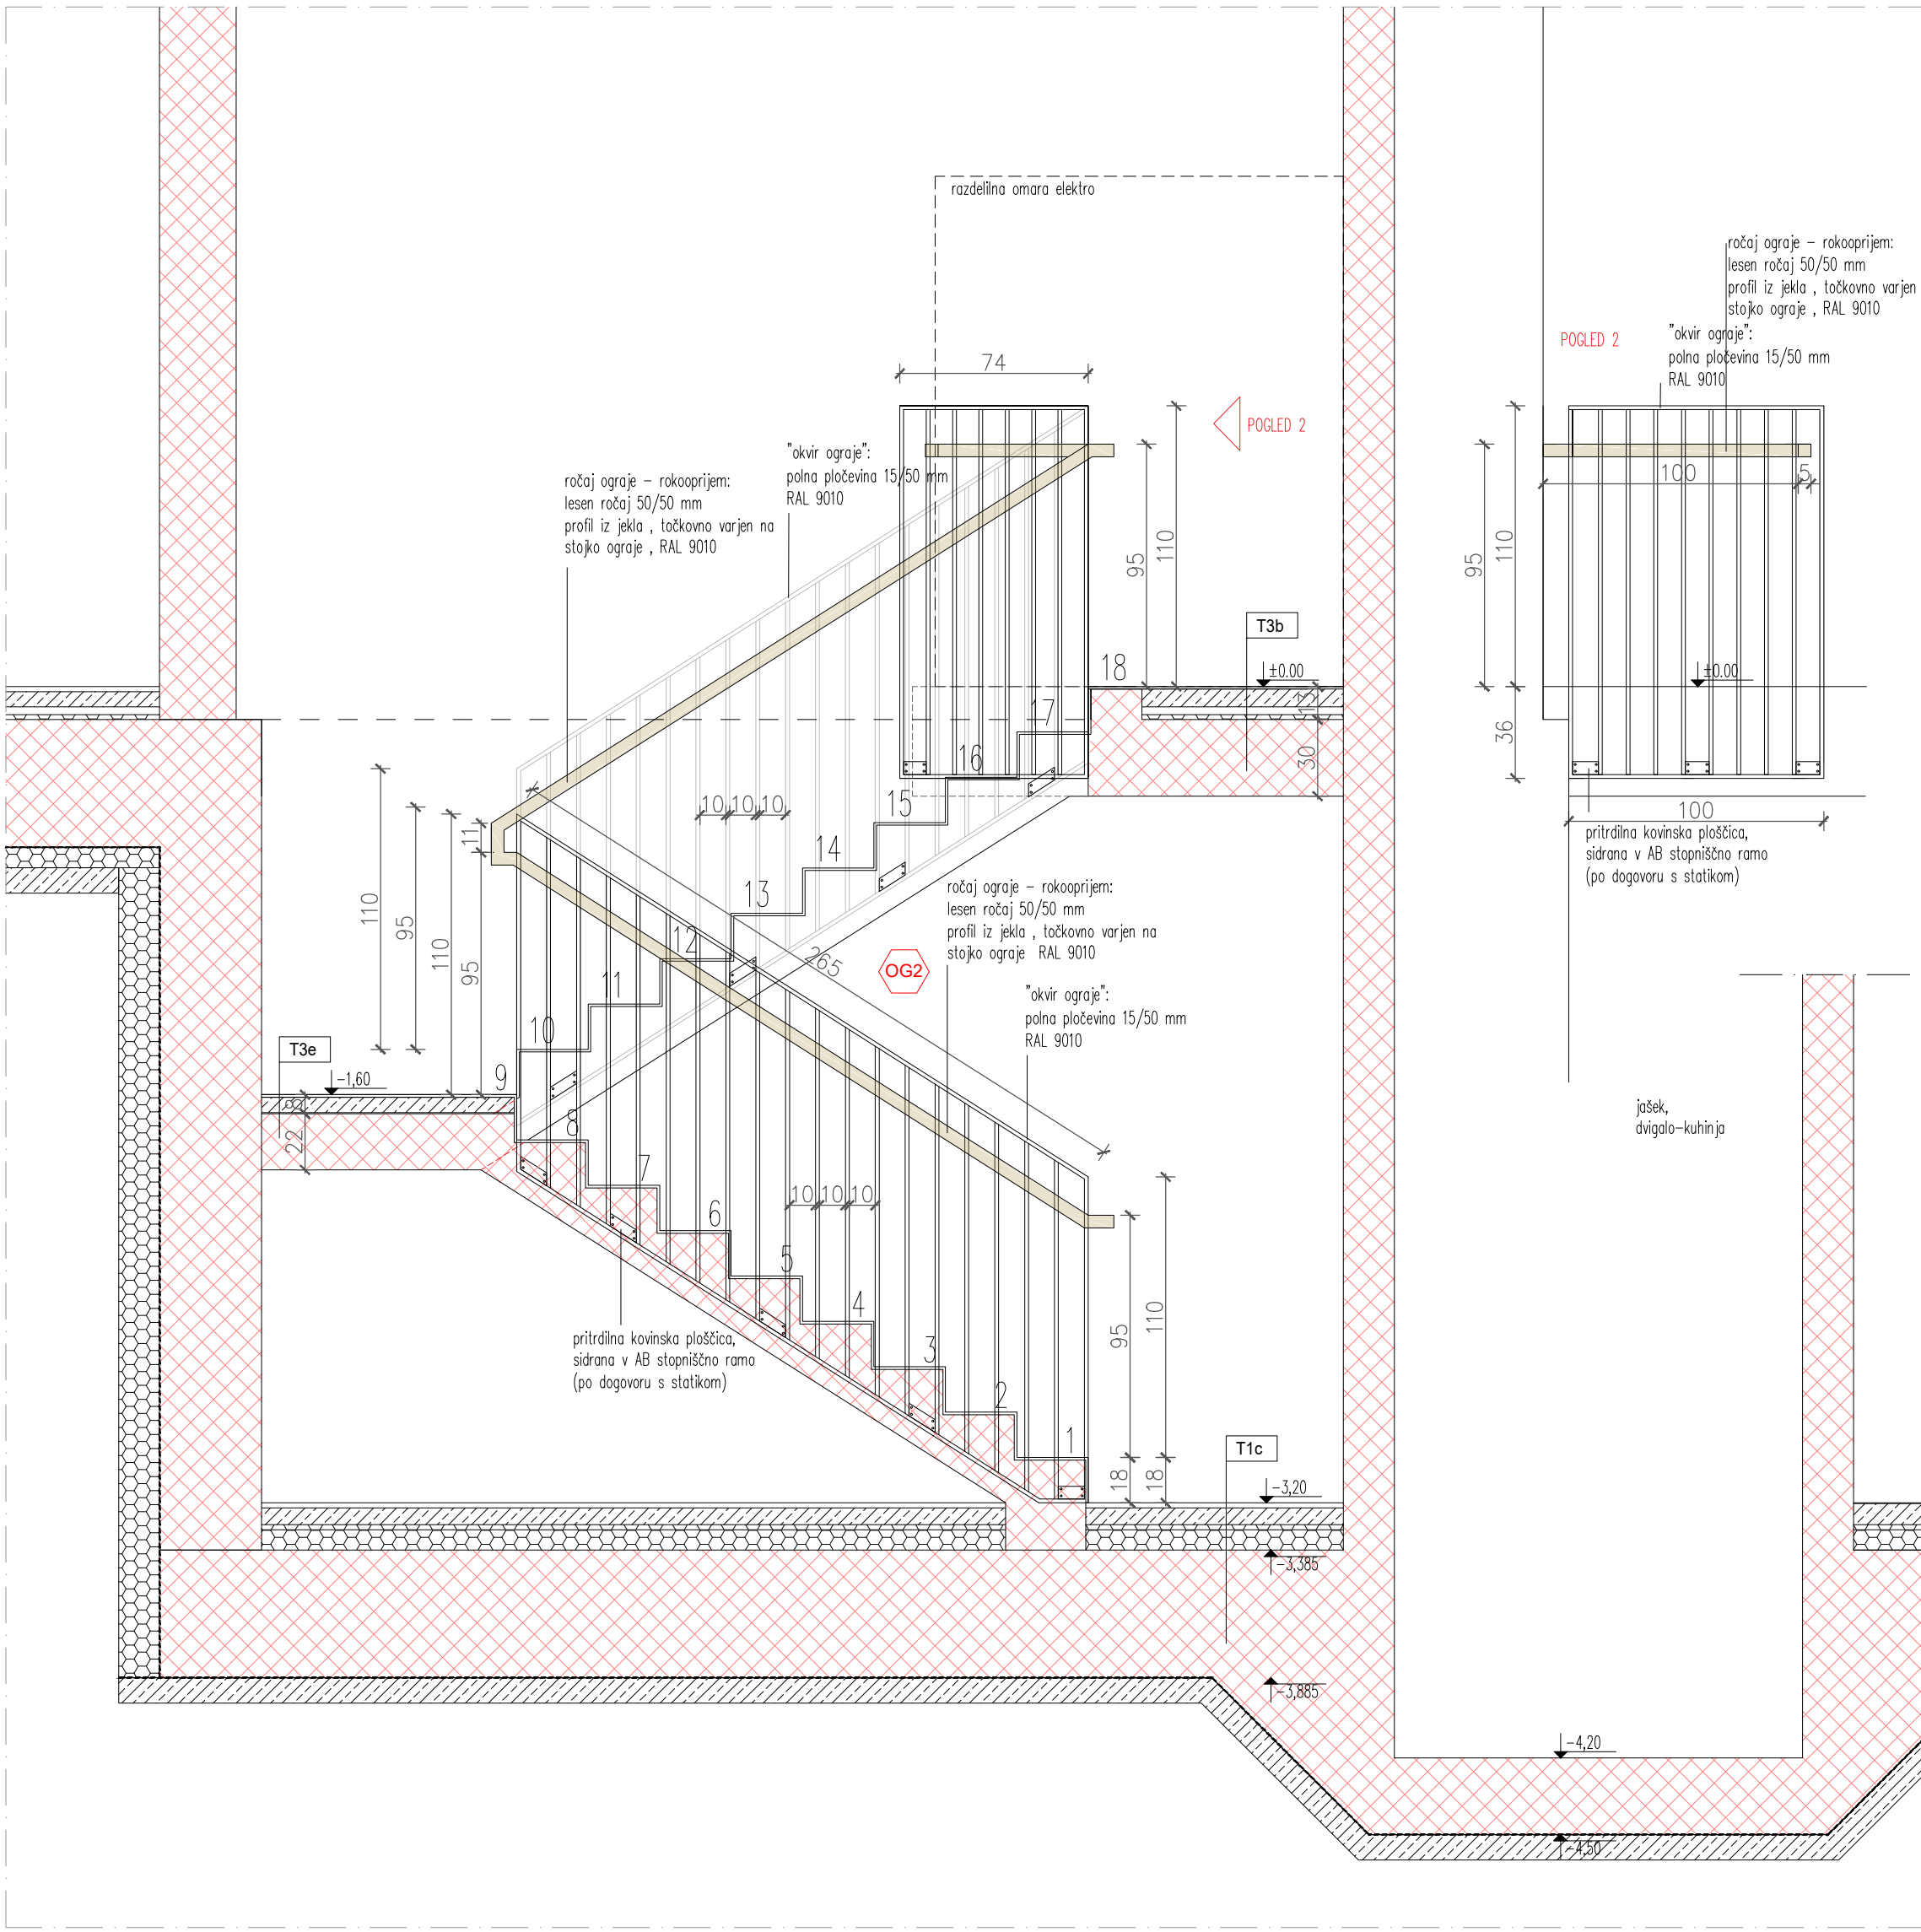 razdelilna omara elektro
ročaj ograje – rokooprijem:
lesen ročaj 50/50 mm
profil iz jekla , točkovno varjen
stojko ograje , RAL 9010
POGLED 2
"okvir ograje":
polna pločevina 15/50 mm
RAL 9010
74
POGLED 2
"okvir ograje":
polna pločevina 15/50 mm
RAL 9010
ročaj ograje – rokooprijem:
lesen ročaj 50/50 mm
profil iz jekla , točkovno varjen na
stojko ograje , RAL 9010
95
110
95
110
100
5
T3b
±0.00
±0.00
18
17
16
15
14
13
12
11
10
9
13
30
36
100
pritrdilna kovinska ploščica,
sidrana v AB stopniščno ramo
(po dogovoru s statikom)
10 10 10
11
110
95
110
95
265
OG2
ročaj ograje – rokooprijem:
lesen ročaj 50/50 mm
profil iz jekla , točkovno varjen na
stojko ograje RAL 9010
"okvir ograje":
polna pločevina 15/50 mm
RAL 9010
T3e
-1,60
8
22
jašek,
dvigalo-kuhinja
8
7
6
5
4
3
2
1
10 10 10
95
110
18
18
pritrdilna kovinska ploščica,
sidrana v AB stopniščno ramo
(po dogovoru s statikom)
T1c
-3,20
-3,385
-3,885
-4,20
-4,50